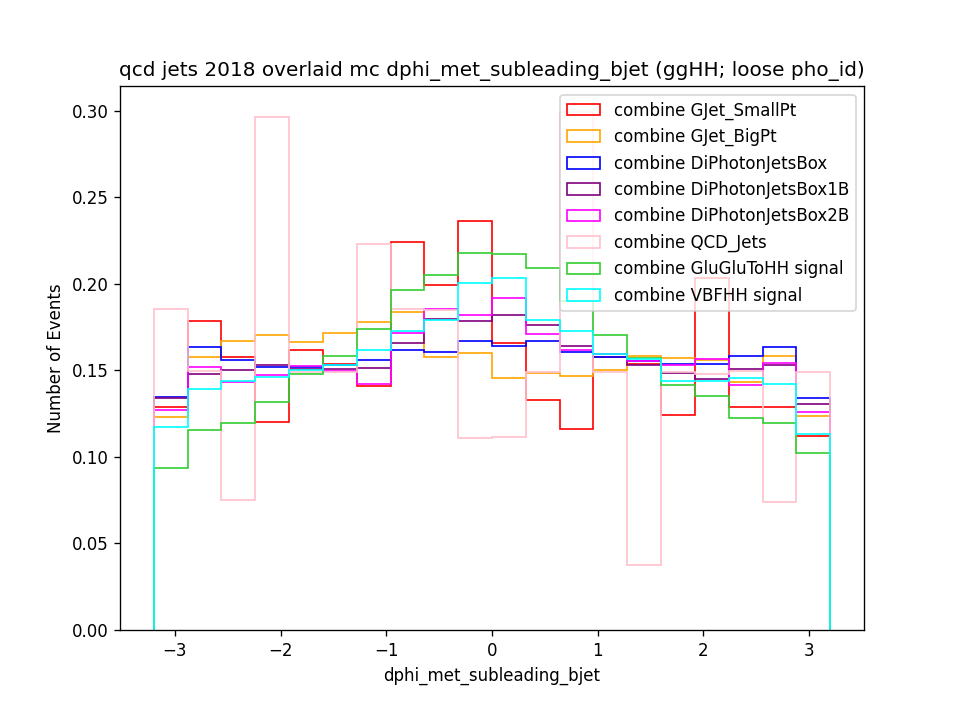 qcd jets 2018 overlaid mc dphi_met_subleading_bjet (ggHH; loose pho_id)
combine GJet_SmallPt
combine GJet_BigPt
combine DiPhotonJetsBox
combine DiPhotonJetsBox1B
combine DiPhotonJetsBox2B
combine QCD_Jets
combine GluGluToHH signal
combine VBFHH signal
Number of Events
0.30
0.25
0.20
0.15
0.10
0.05
0.00
−3 −2 −1 0 1 2 3
dphi_met_subleading_bjet